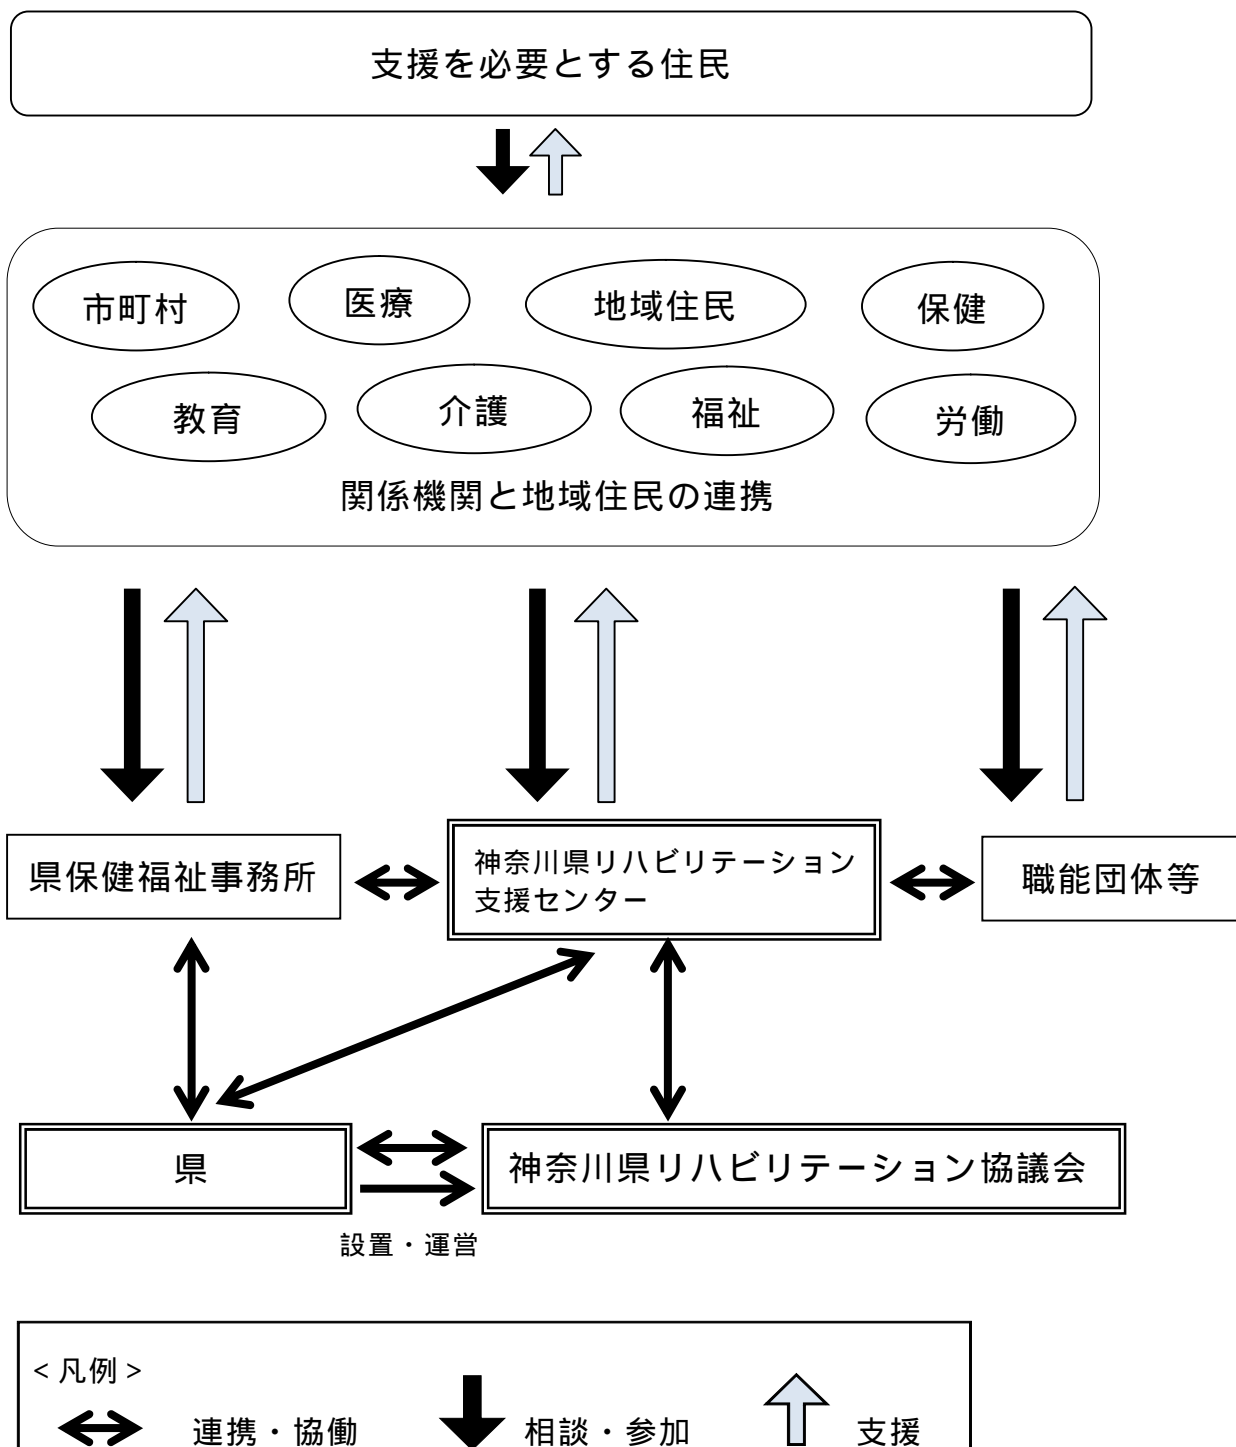 支援を必要とする住民
市町村
医療
地域住民
保健
教育
介護
福祉
労働
関係機関と地域住民の連携
県保健福祉事務所
神奈川県リハビリテーション
支援センター
職能団体等
県
神奈川県リハビリテーション協議会
設置・運営
<凡例>
連携・協働
相談・参加
支援